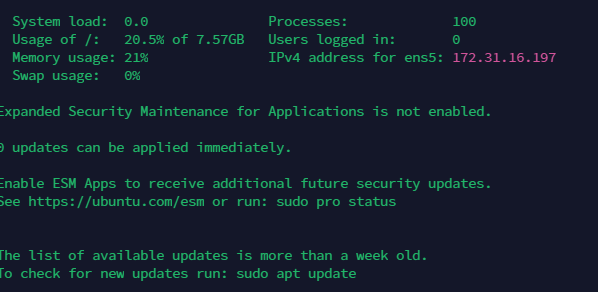 System load: 0.0 Processes: 100
Usage of /: 20.5% of 7.57GB Users logged in: 0
Memory usage: 21% IPv4 address for ens5: 172.31.16.197
Swap usage: 0%
Expanded Security Maintenance for Applications is not enabled.
0 updates can be applied immediately.
Enable ESM Apps to receive additional future security updates.
See https://ubuntu.com/esm or run: sudo pro status
The list of available updates is more than a week old.
To check for new updates run: sudo apt update